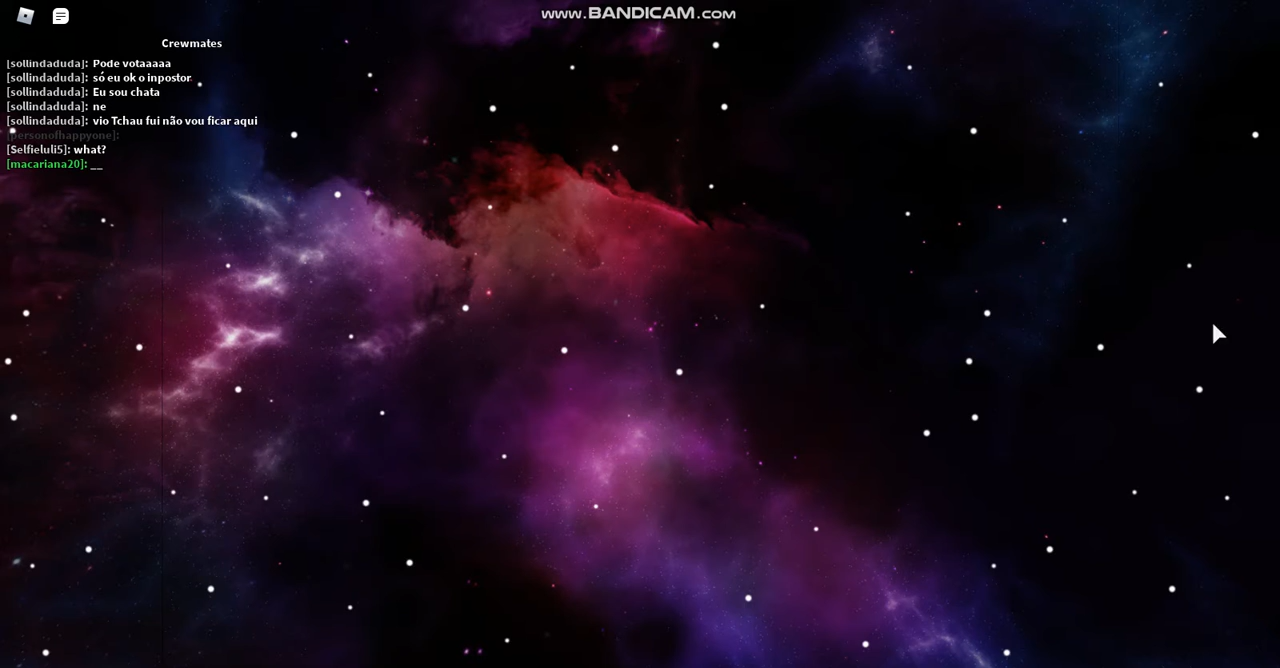 www.BANDICAM.com
Crewmates
[sollindaduda]: Pode votaaaaa
[sollindaduda]: só eu ok o inpostor
[sollindaduda]: Eu sou chata
[sollindaduda]: ne
[sollindaduda]: vio Tchau fui não vou ficar aqui
[personofhappyone]:
[Selfieluli5]: what?
[macariana20]: __